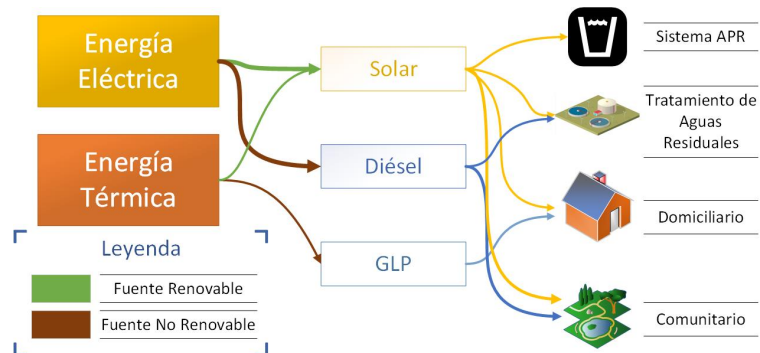 Energía
Eléctrica
Energía
Térmica
Leyenda
Fuente Renovable
Fuente No Renovable
Solar
Diésel
GLP
Sistema APR
Tratamiento de
Aguas
Residuales
Domiciliario
Comunitario